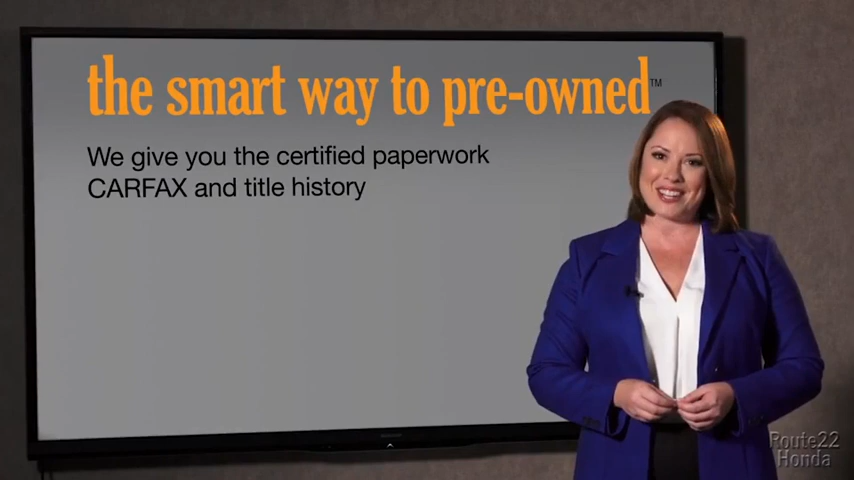 the smart way to pre-owned™
We give you the certified paperwork
CARFAX and title history
Route22
Honda